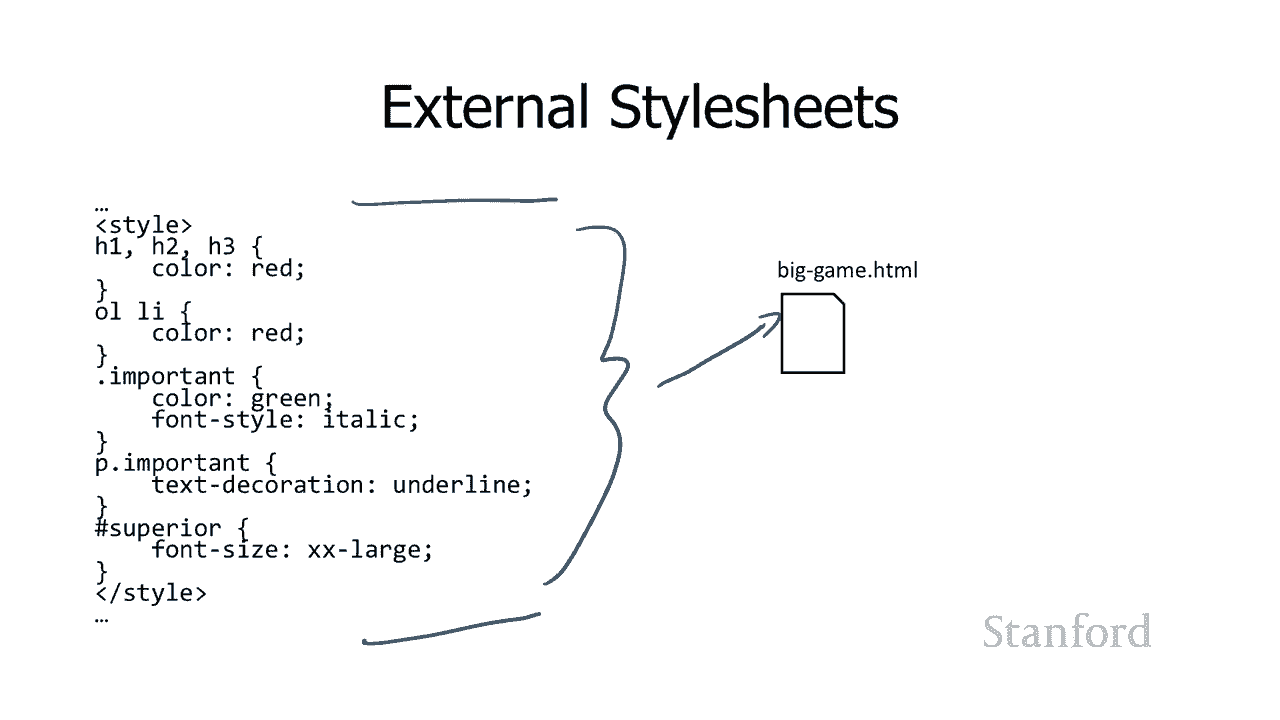 External Stylesheets
…
<style>
h1, h2, h3 {
    color: red;
}
ol li {
    color: red;
}
.important {
    color: green;
    font-style: italic;
}
p.important {
    text-decoration: underline;
}
#superior {
    font-size: xx-large;
}
</style>
…
big-game.html
Stanford